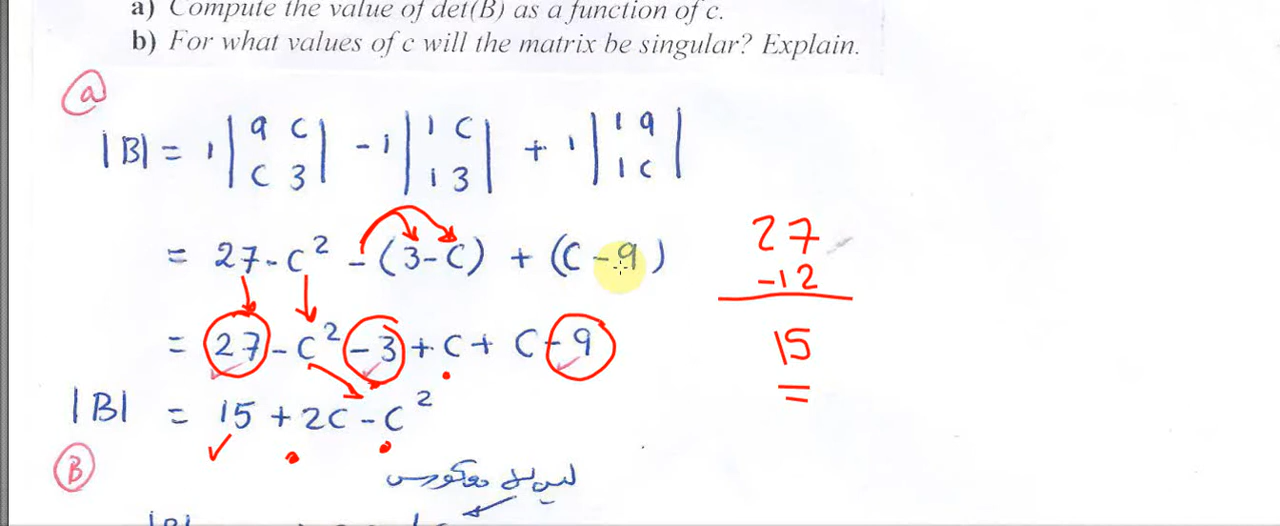 a) Compute the value of det(B) as a function of c.
b) For what values of c will the matrix be singular? Explain.
a
|B| = 1 |9 c; c 3| - 1 |1 c; 1 3| + 1 |1 9; 1 c|
= 27 - c² - (3 - c) + (c - 9)
= 27 - c² - 3 + c + c - 9
|B| = 15 + 2c - c²
27
-12
15
=
B
ليس له معكوس